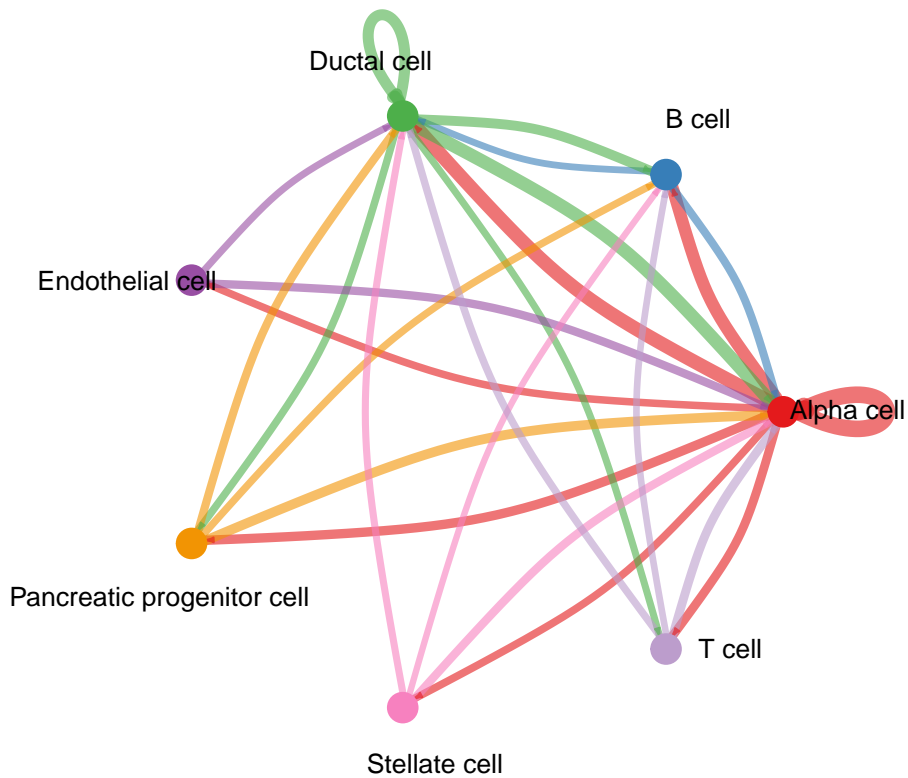 Ductal cell
B cell
Endothelial cell
Alpha cell
Pancreatic progenitor cell
T cell
Stellate cell